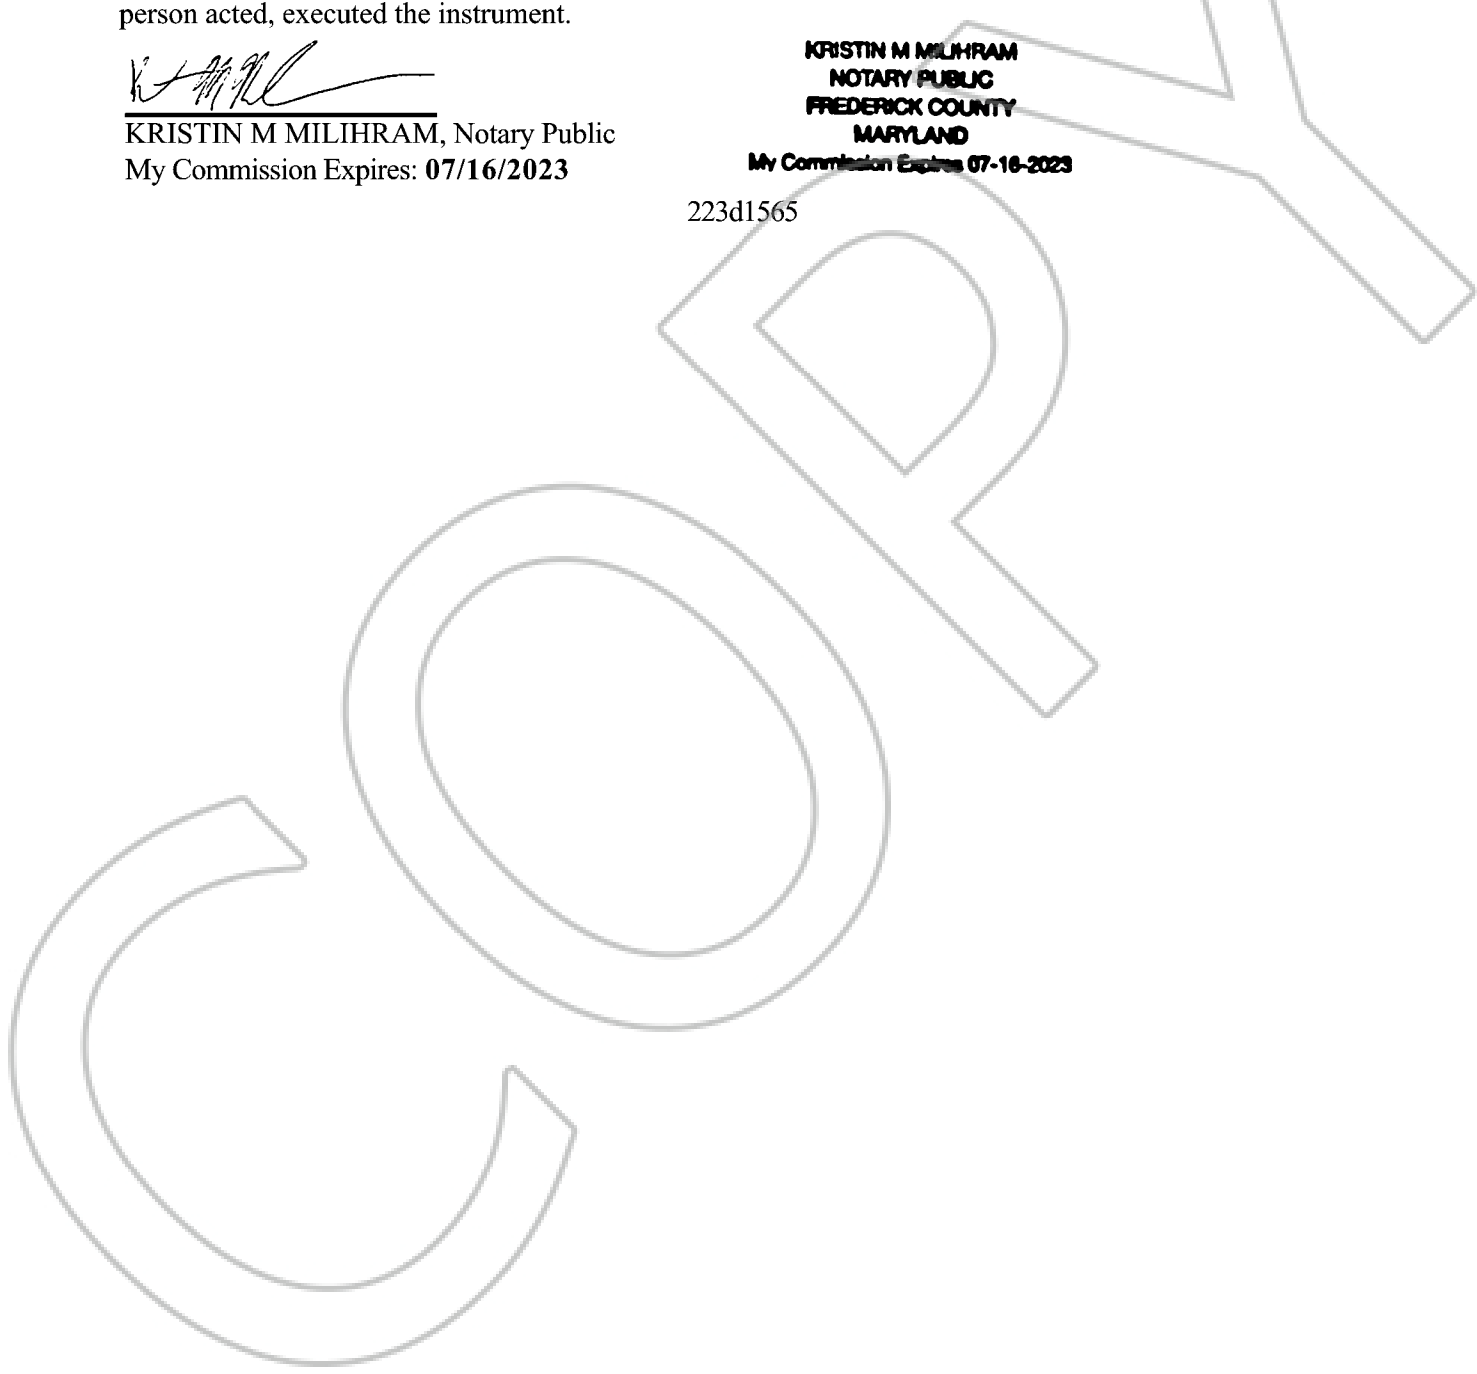 person acted, executed the instrument.
KRISTIN M MILIHRAM, Notary Public
My Commission Expires: 07/16/2023
KRISTIN M MILIHRAM
NOTARY PUBLIC
FREDERICK COUNTY
MARYLAND
My Commission Expires 07-16-2023
223d1565
COPY